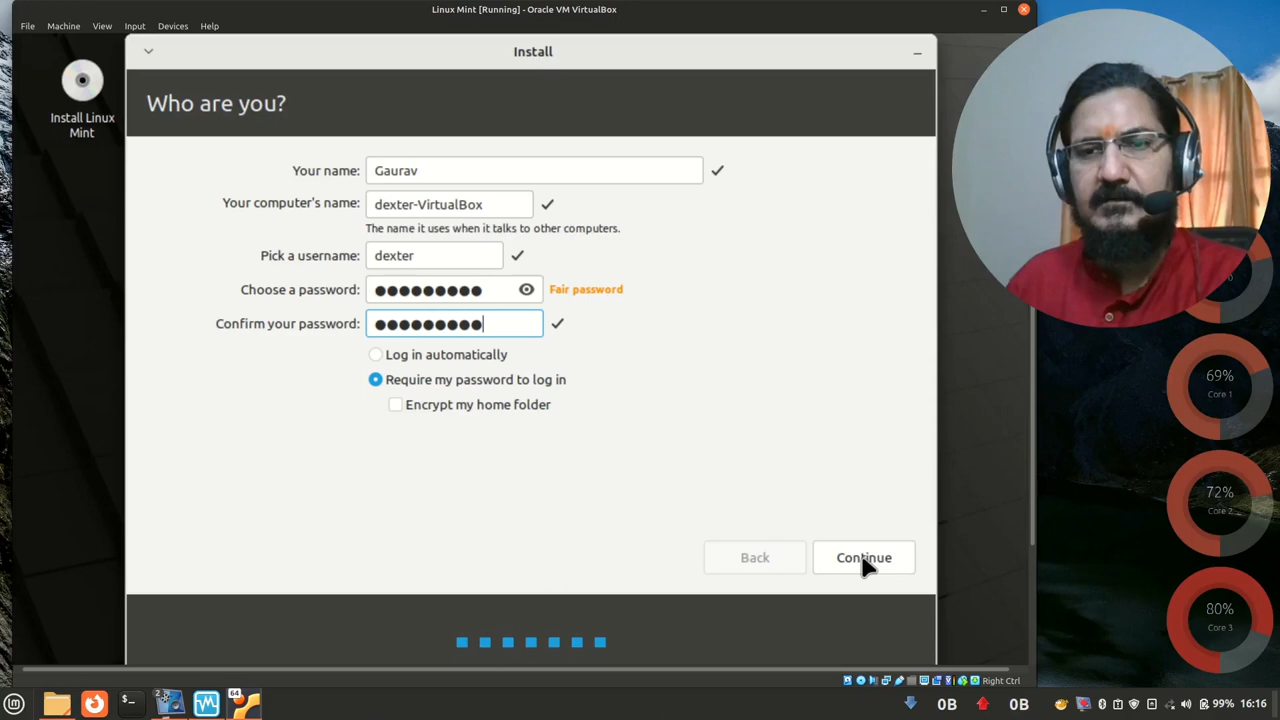 Linux Mint [Running] - Oracle VM VirtualBox
File Machine View Input Devices Help
Install Linux
Mint
Install
Who are you?
Your name: Gaurav
Your computer's name: dexter-VirtualBox
The name it uses when it talks to other computers.
Pick a username: dexter
Choose a password: ●●●●●●●●● Fair password
Confirm your password: ●●●●●●●●●
Log in automatically
Require my password to log in
Encrypt my home folder
Back Continue
69%
Core 1
72%
Core 2
80%
Core 3
Right Ctrl
64
0B 0B 99% 16:16